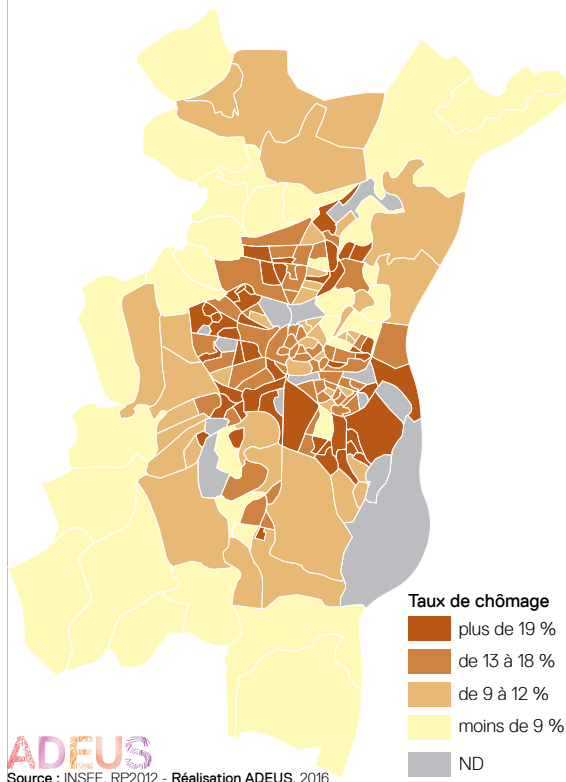 Taux de chômage
plus de 19 %
de 13 à 18 %
de 9 à 12 %
moins de 9 %
ND
ADEUS
Source : INSEE, RP2012 - Réalisation ADEUS, 2016